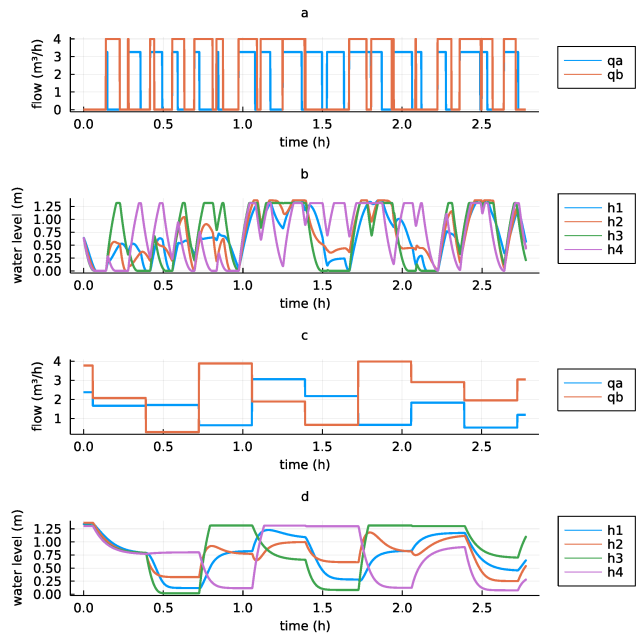 a
flow (m³/h)
4
3
2
1
0
0.0 0.5 1.0 1.5 2.0 2.5
time (h)
qa
qb
b
water level (m)
1.25
1.00
0.75
0.50
0.25
0.00
0.0 0.5 1.0 1.5 2.0 2.5
time (h)
h1
h2
h3
h4
c
flow (m³/h)
4
3
2
1
0.0 0.5 1.0 1.5 2.0 2.5
time (h)
qa
qb
d
water level (m)
1.25
1.00
0.75
0.50
0.25
0.00
0.0 0.5 1.0 1.5 2.0 2.5
time (h)
h1
h2
h3
h4